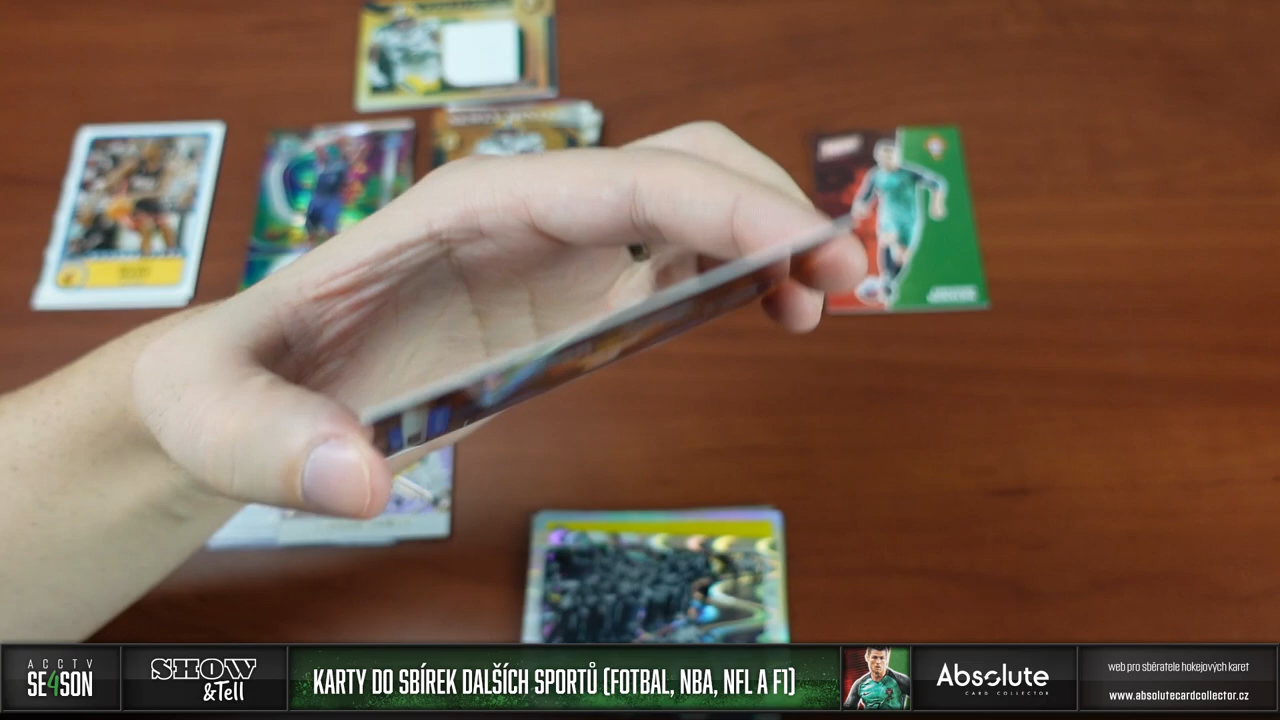 ACCTV
SE4SON
SHOW
&Tell
KARTY DO SBÍREK DALŠÍCH SPORTŮ (FOTBAL, NBA, NFL A F1)
Absolute
CARD COLLECTOR
web pro sběratele hokejových karet
www.absolutecardcollector.cz